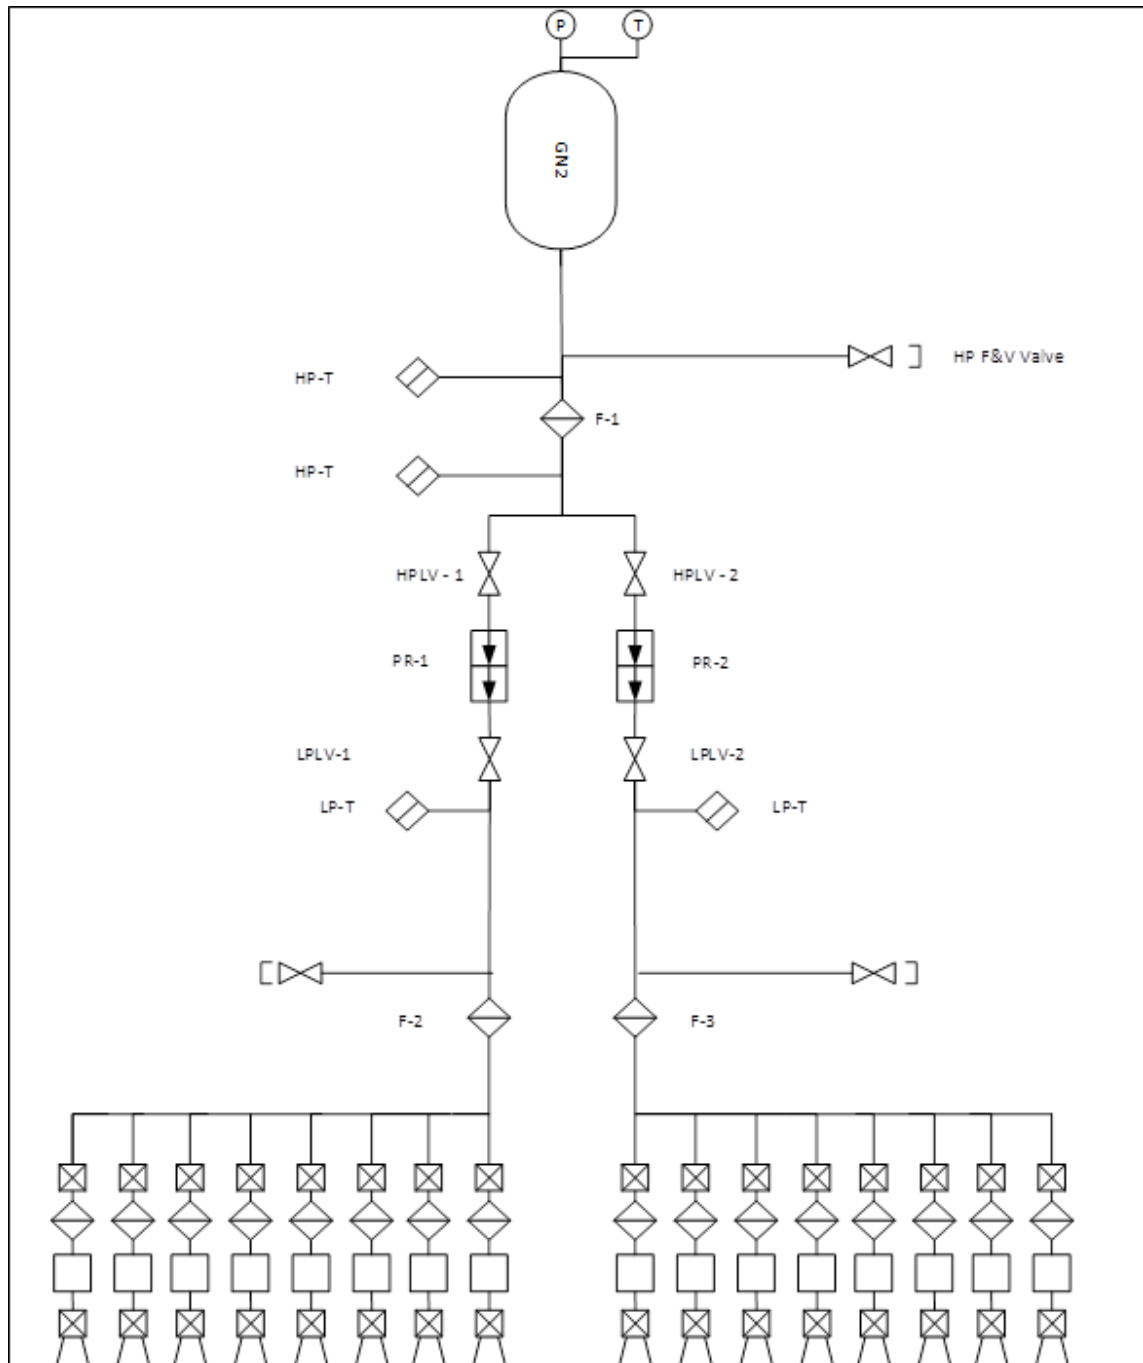 P
T
GN2
HP F&V Valve
HP-T
F-1
HP-T
HPLV - 1
HPLV - 2
PR-1
PR-2
LPLV-1
LPLV-2
LP-T
LP-T
F-2
F-3